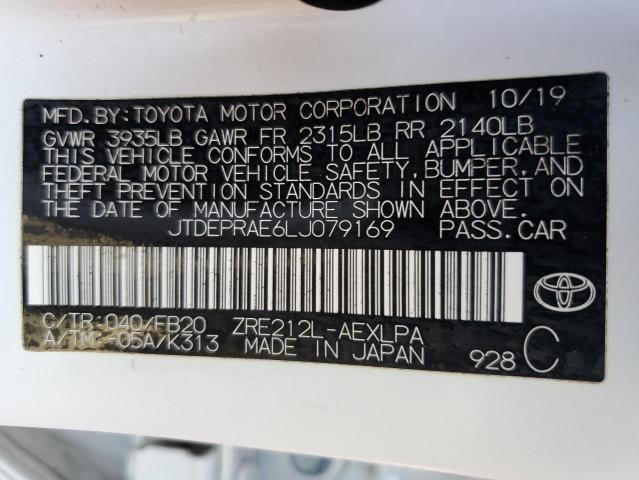 MFD.BY:TOYOTA MOTOR CORPORATION 10/19
GVWR 3935LB GAWR FR 2315LB RR 2140LB
THIS VEHICLE CONFORMS TO ALL APPLICABLE
FEDERAL MOTOR VEHICLE SAFETY,BUMPER,AND
THEFT PREVENTION STANDARDS IN EFFECT ON
THE DATE OF MANUFACTURE SHOWN ABOVE.
JTDEPRAE6LJ079169 PASS.CAR
C/TR:040/FB20 ZRE212L-AEXLPA
A/TM:-05A/K313 MADE IN JAPAN 928 C